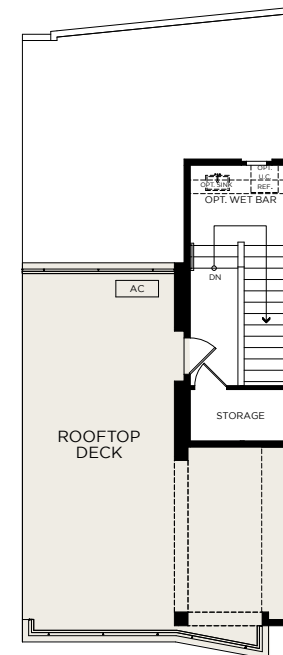 OPT.
U.C.
REF.
OPT. SINK
OPT. WET BAR
DN
AC
STORAGE
ROOFTOP
DECK